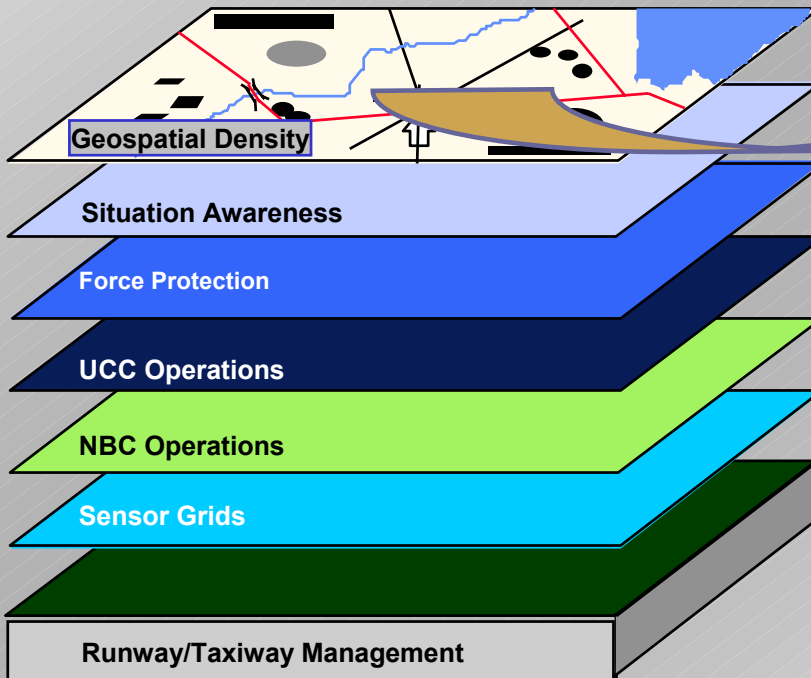 Geospatial Density
Situation Awareness
Force Protection
UCC Operations
NBC Operations
Sensor Grids
Runway/Taxiway Management